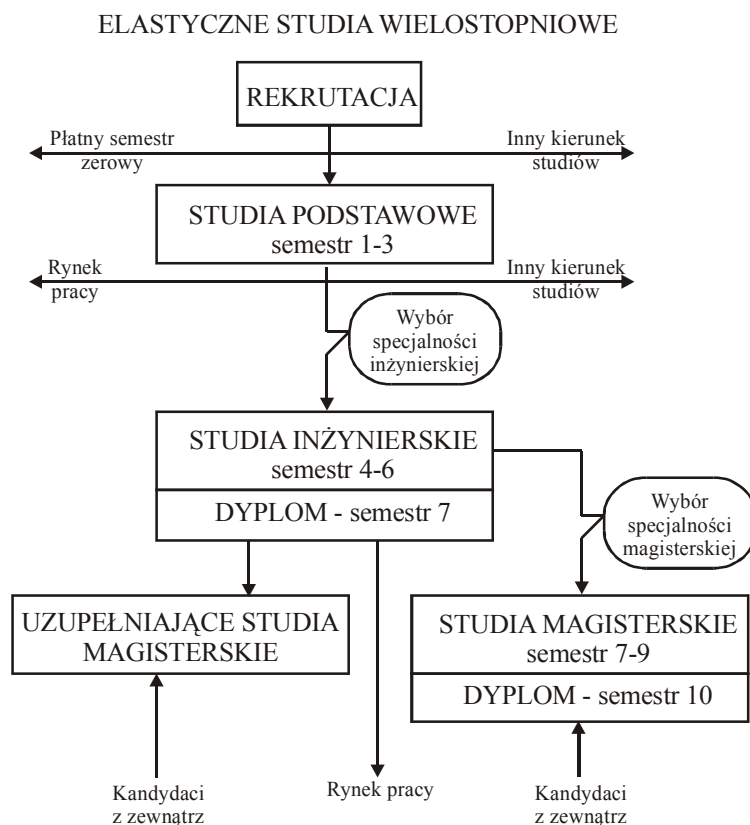 ELASTYCZNE STUDIA WIELOSTOPNIOWE
REKRUTACJA
Płatny semestr
zerowy
Inny kierunek
studiów
STUDIA PODSTAWOWE
semestr 1-3
Rynek
pracy
Inny kierunek
studiów
Wybór
specjalności
inżynierskiej
STUDIA INŻYNIERSKIE
semestr 4-6
DYPLOM - semestr 7
Wybór
specjalności
magisterskiej
UZUPEŁNIAJĄCE STUDIA
MAGISTERSKIE
STUDIA MAGISTERSKIE
semestr 7-9
DYPLOM - semestr 10
Kandydaci
z zewnątrz
Rynek pracy
Kandydaci
z zewnątrz